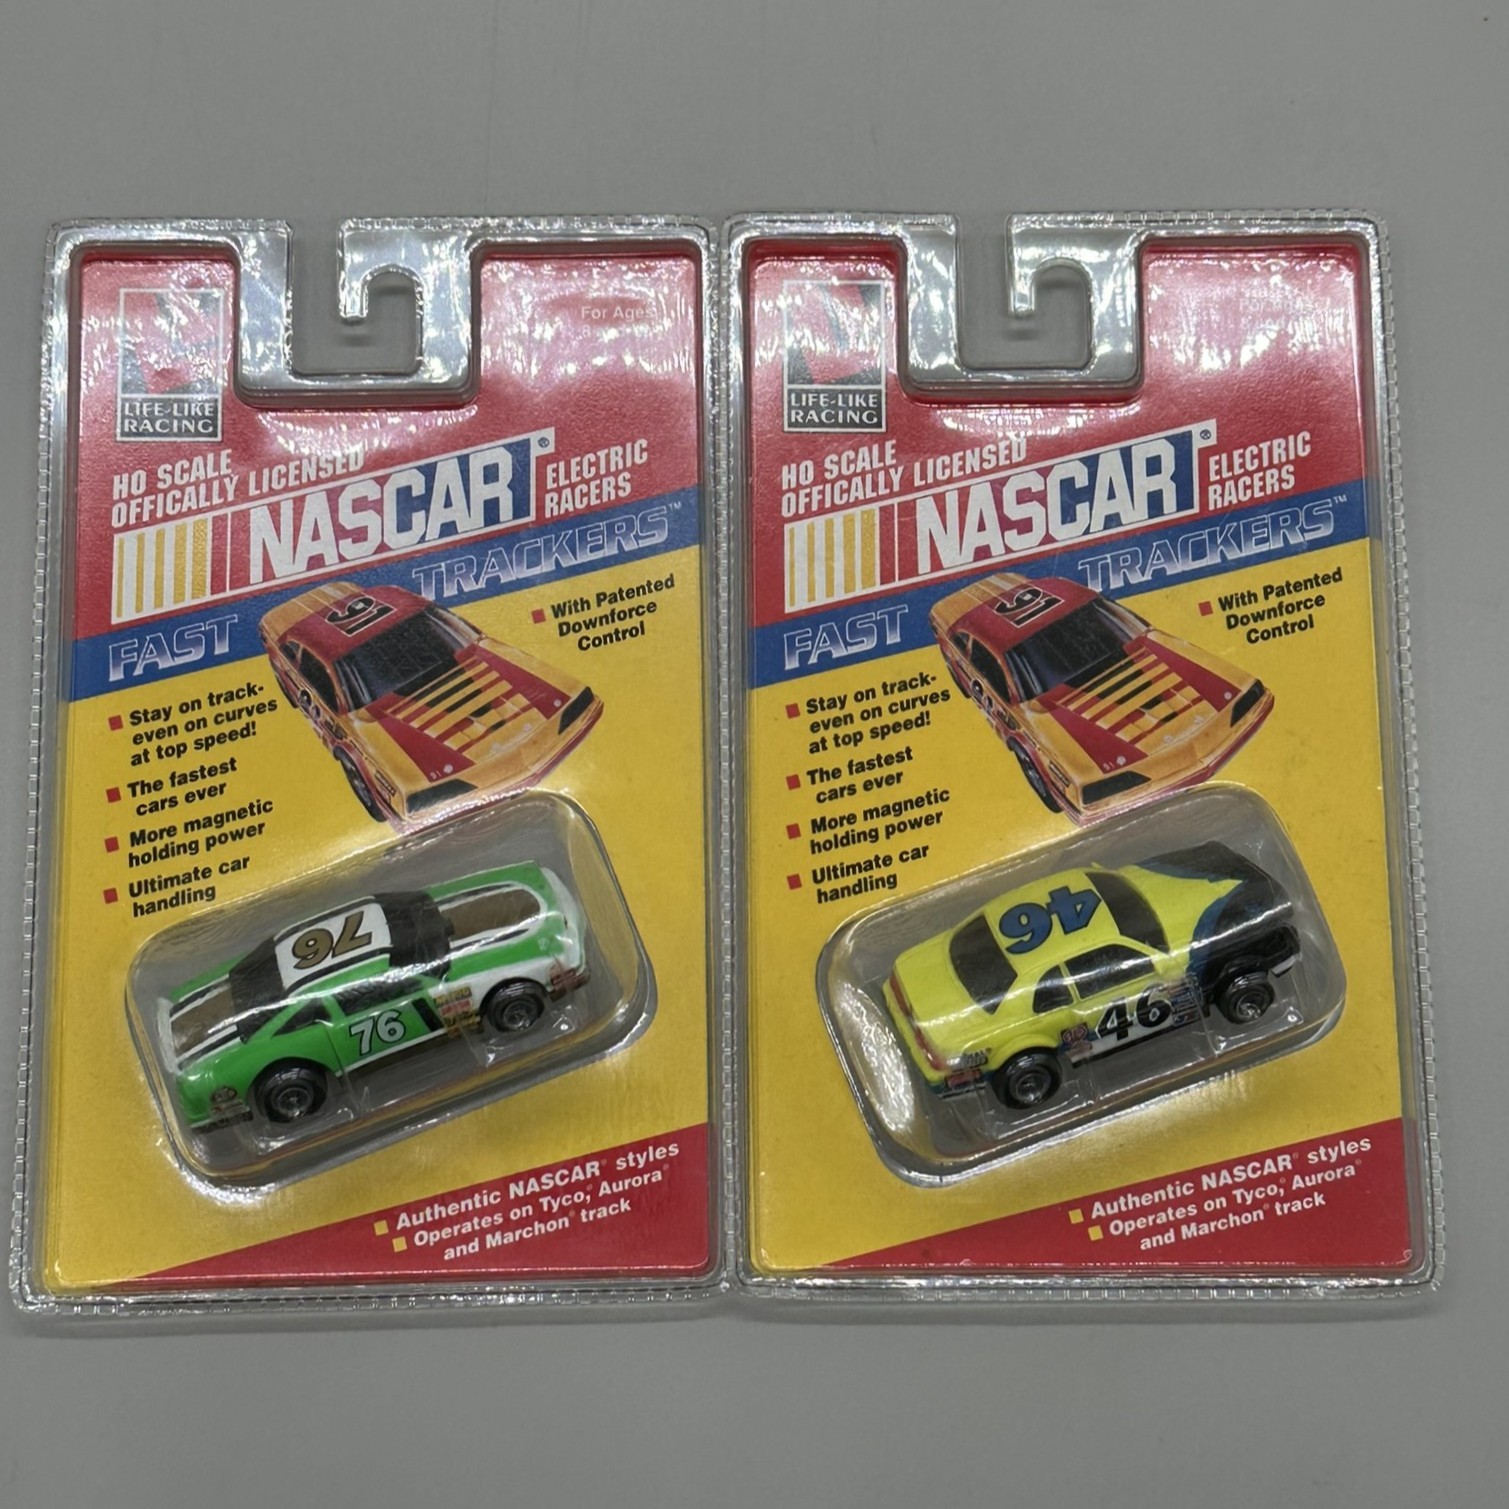 LIFE-LIKE
RACING
For Ages
HO SCALE
OFFICALLY LICENSED
NASCAR®
ELECTRIC
RACERS
FAST TRACKERS™
91
With Patented
Downforce
Control
Stay on track-
even on curves
at top speed!
The fastest
cars ever
More magnetic
holding power
Ultimate car
handling
76
76
Authentic NASCAR® styles
Operates on Tyco®, Aurora®
and Marchon® track
LIFE-LIKE
RACING
HO SCALE
OFFICALLY LICENSED
NASCAR®
ELECTRIC
RACERS
FAST TRACKERS™
91
With Patented
Downforce
Control
Stay on track-
even on curves
at top speed!
The fastest
cars ever
More magnetic
holding power
Ultimate car
handling
46
46
Authentic NASCAR® styles
Operates on Tyco®, Aurora®
and Marchon® track